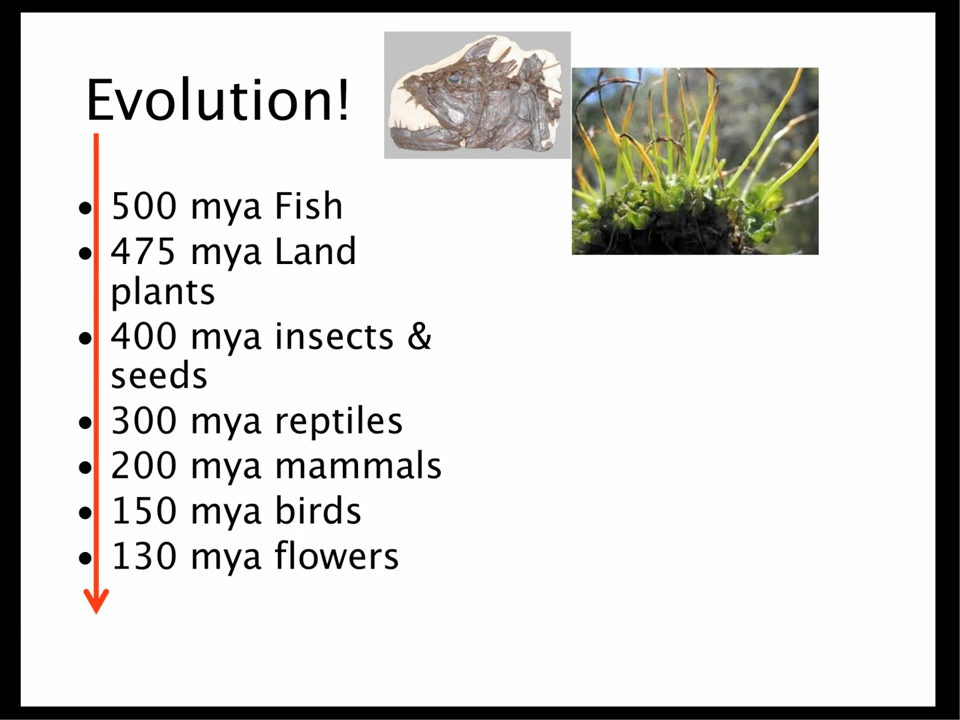 Evolution!
• 500 mya Fish
• 475 mya Land
plants
• 400 mya insects &
seeds
• 300 mya reptiles
• 200 mya mammals
• 150 mya birds
• 130 mya flowers